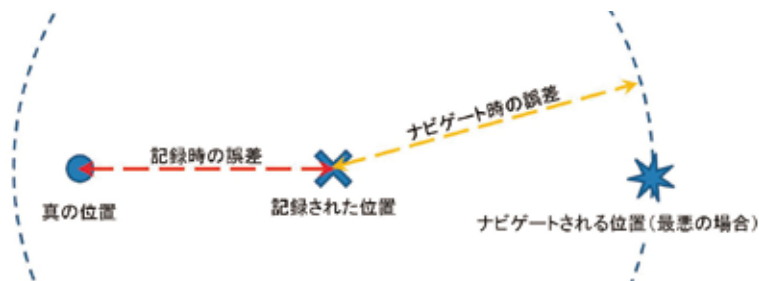 ナビゲート時の誤差
記録時の誤差
真の位置
記録された位置
ナビゲートされる位置(最悪の場合)